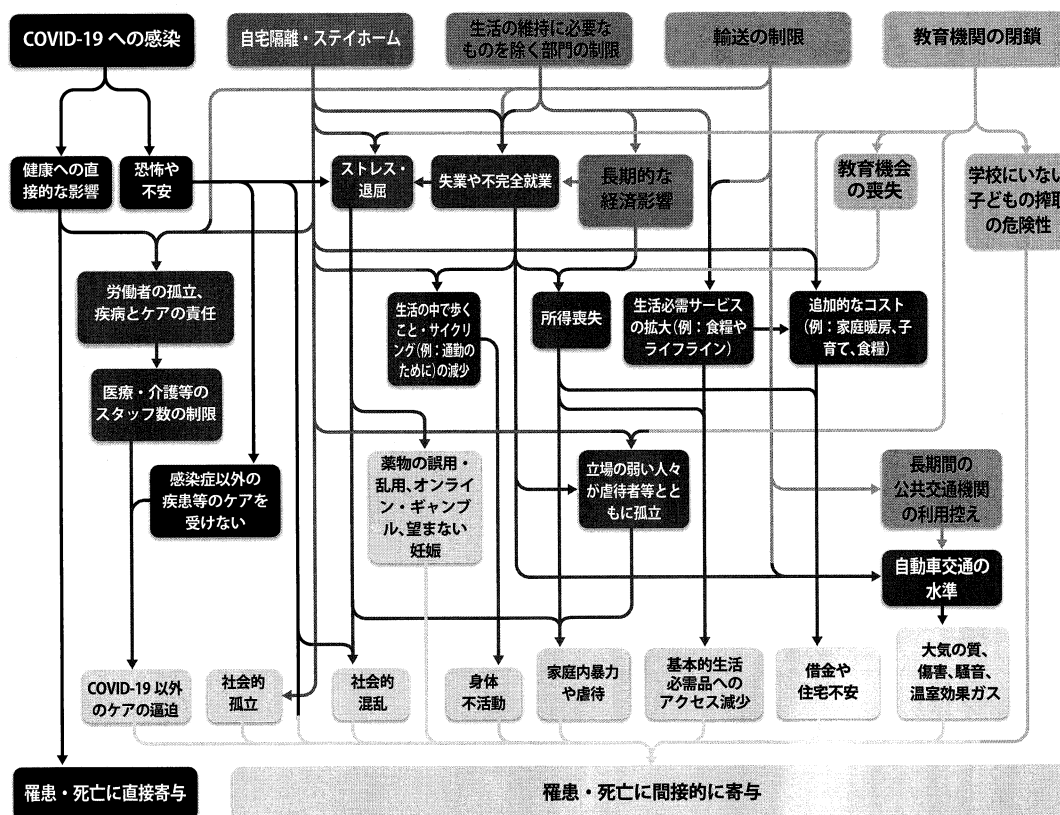 COVID-19 への感染
自宅隔離・ステイホーム
生活の維持に必要な
ものを除く部門の制限
輸送の制限
教育機関の閉鎖
健康への直
接的な影響
恐怖や
不安
ストレス・
退屈
失業や不完全就業
長期的な
経済影響
教育機会
の喪失
学校にいない
子どもの搾取
の危険性
労働者の孤立、
疾病とケアの責任
生活の中で歩く
こと・サイクリ
ング(例：通勤の
ために)の減少
所得喪失
生活必需サービス
の拡大(例：食糧や
ライフライン)
追加的なコスト
(例：家庭暖房、子
育て、食糧)
医療・介護等の
スタッフ数の制限
感染症以外の
疾患等のケアを
受けない
薬物の誤用・
乱用、オンライ
ン・ギャンブ
ル、望まない
妊娠
立場の弱い人々
が虐待者等とと
もに孤立
長期間の
公共交通機関
の利用控え
自動車交通の
水準
COVID-19 以外
のケアの逼迫
社会的
孤立
社会的
混乱
身体
不活動
家庭内暴力
や虐待
基本的生活
必需品への
アクセス減少
借金や
住宅不安
大気の質、
傷害、騒音、
温室効果ガス
罹患・死亡に直接寄与
罹患・死亡に間接的に寄与